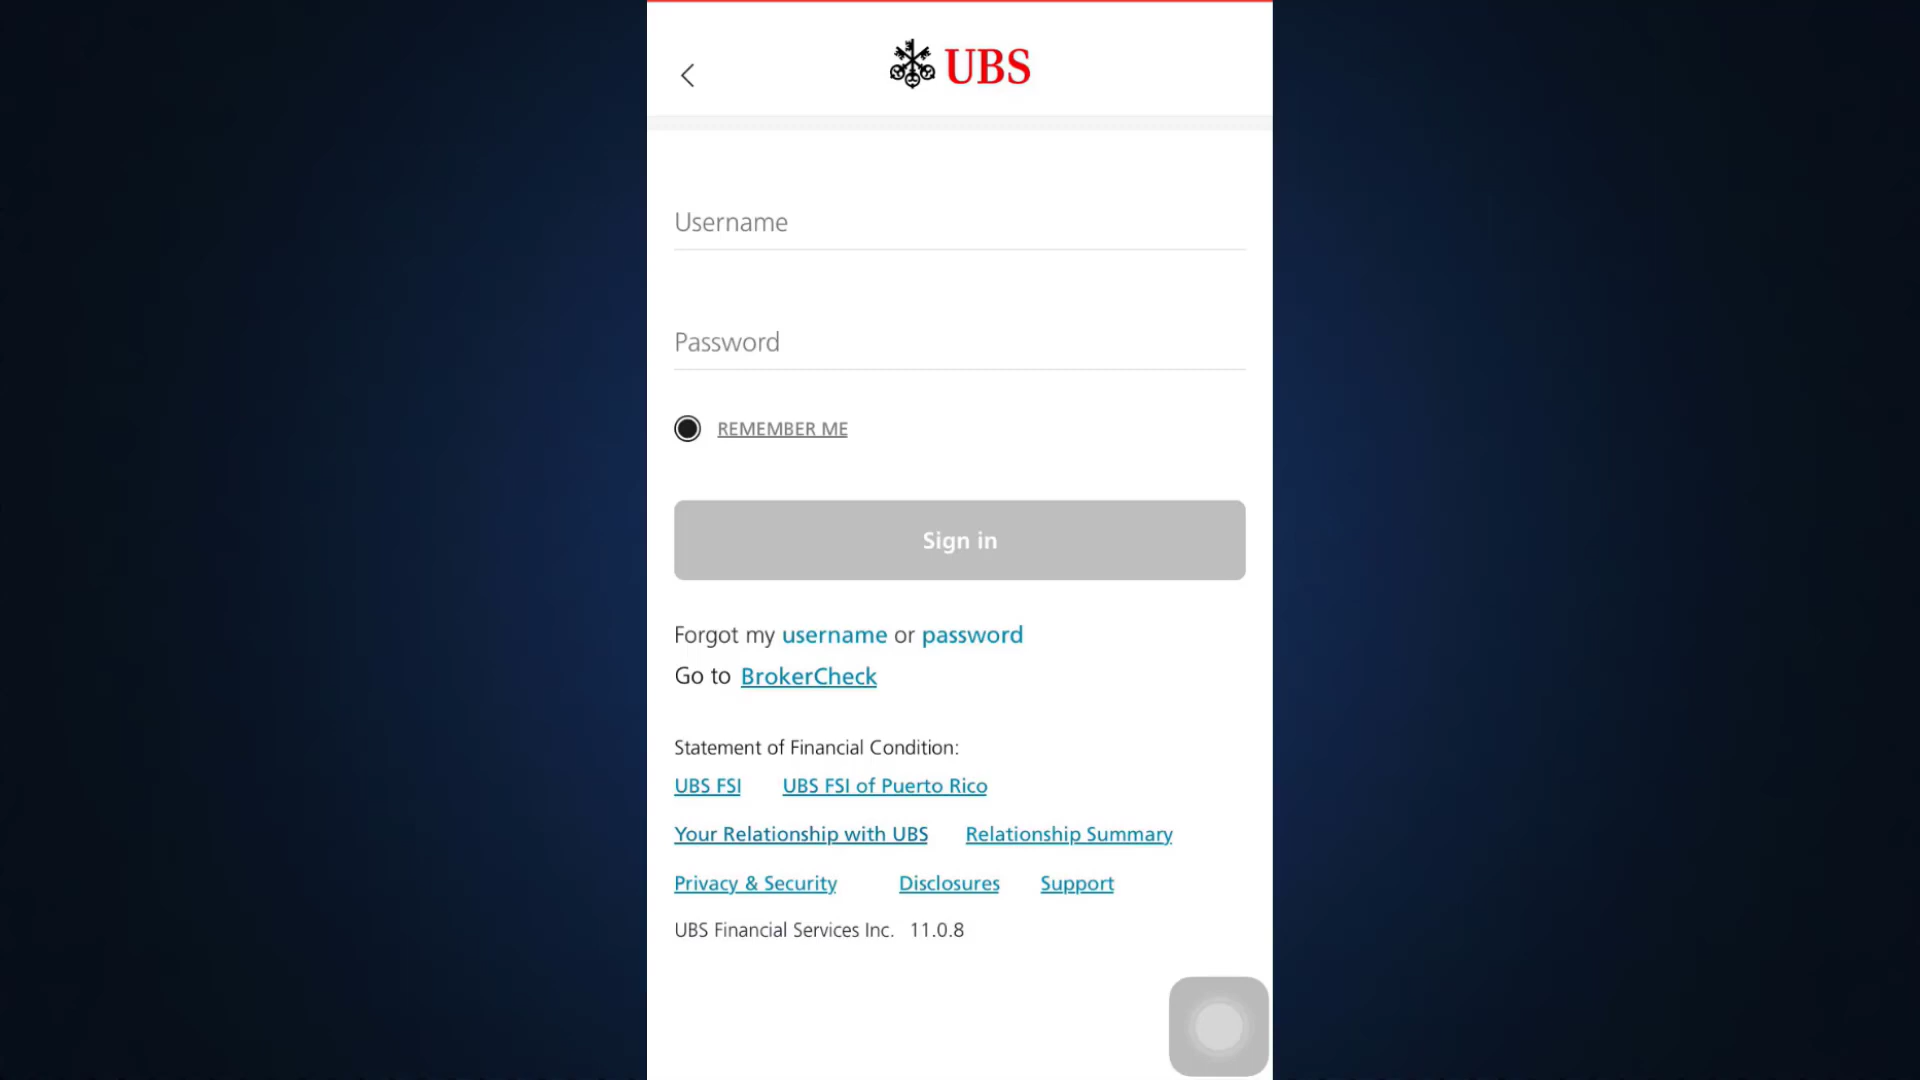 UBS
Username
Password
REMEMBER ME
Sign in
Forgot my username or password
Go to BrokerCheck
Statement of Financial Condition:
UBS FSI UBS FSI of Puerto Rico
Your Relationship with UBS Relationship Summary
Privacy & Security Disclosures Support
UBS Financial Services Inc. 11.0.8